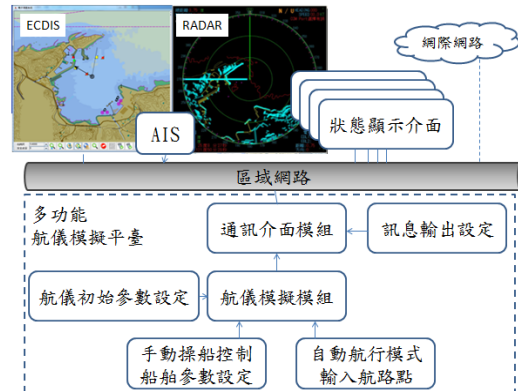 ECDIS
RADAR
網際網路
AIS
狀態顯示介面
區域網路
多功能
航儀模擬平臺
通訊介面模組
訊息輸出設定
航儀初始參數設定
航儀模擬模組
手動操船控制
船舶參數設定
自動航行模式
輸入航路點